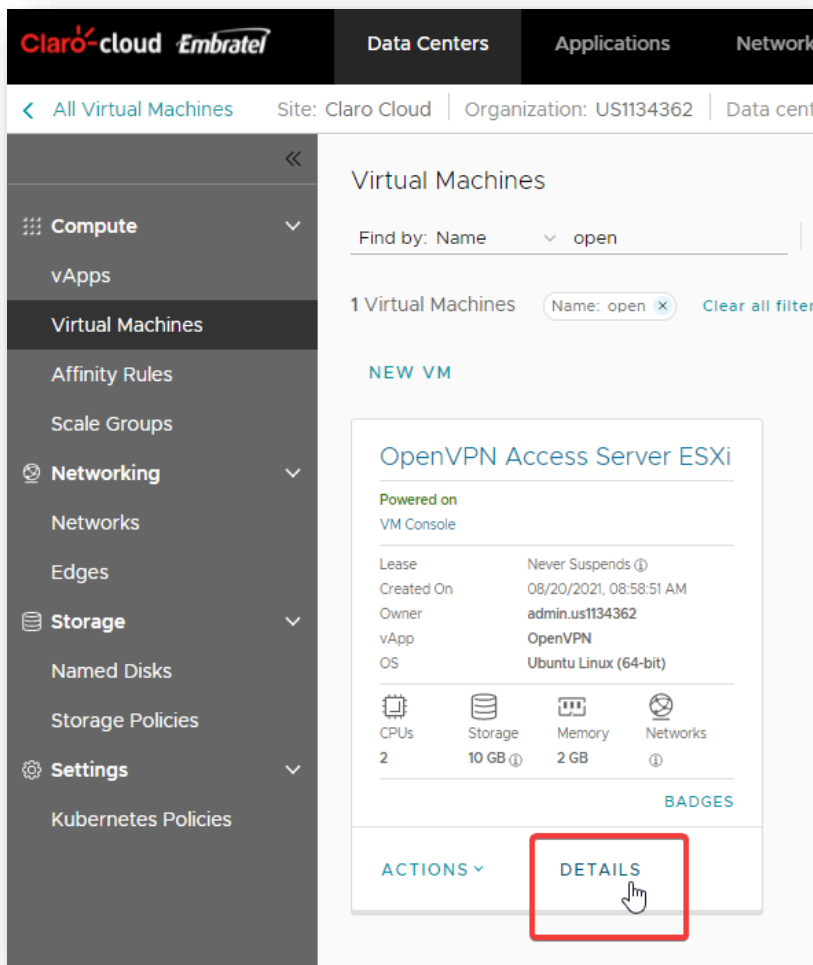 Claro-cloud Embratel Data Centers Applications Network
All Virtual Machines Site: Claro Cloud Organization: US1134362 Data cent
Compute
vApps
Virtual Machines
Affinity Rules
Scale Groups
Networking
Networks
Edges
Storage
Named Disks
Storage Policies
Settings
Kubernetes Policies
Virtual Machines
Find by: Name open
1 Virtual Machines Name: open × Clear all filter
NEW VM
OpenVPN Access Server ESXi
Powered on
VM Console
Lease Never Suspends
Created On 08/20/2021, 08:58:51 AM
Owner admin.us1134362
vApp OpenVPN
OS Ubuntu Linux (64-bit)
CPUs Storage Memory Networks
2 10 GB 2 GB
BADGES
ACTIONS DETAILS